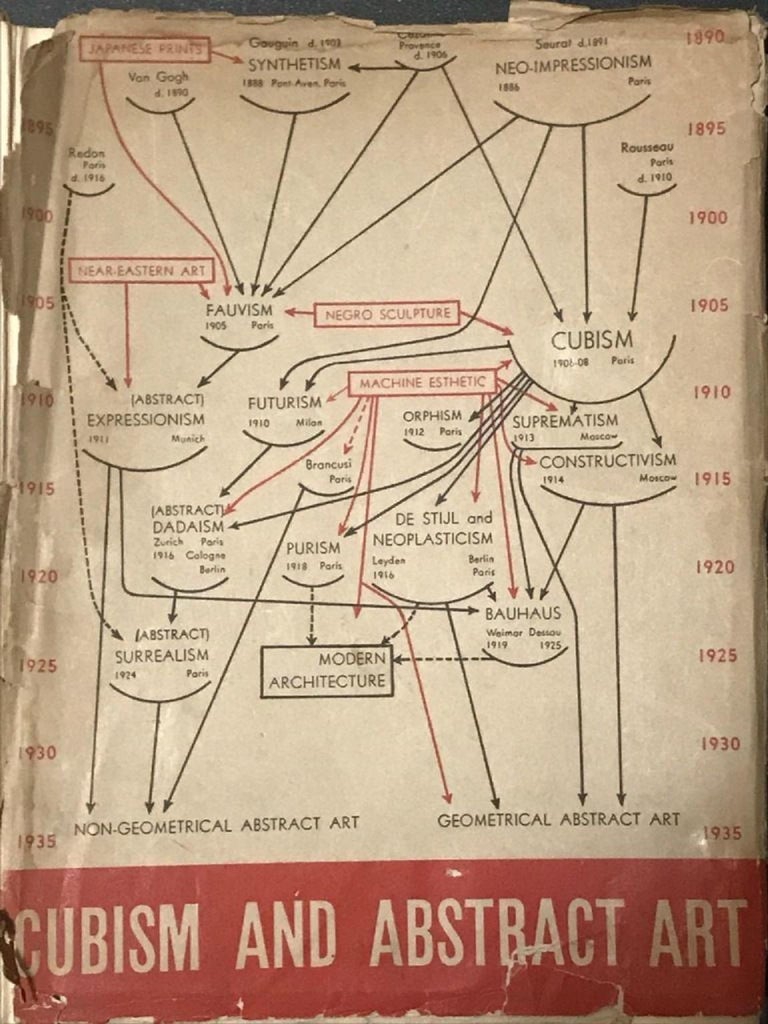 1890
JAPANESE PRINTS
Gauguin d. 1903
SYNTHETISM
1888 Pont-Aven, Paris
Provence
d. 1906
Seurat d. 1891
NEO-IMPRESSIONISM
1886 Paris
Van Gogh
d. 1890
895
1895
Redon
Paris
d. 1916
Rousseau
Paris
d. 1910
1900
1900
NEAR-EASTERN ART
1905
1905
FAUVISM
1905 Paris
NEGRO SCULPTURE
CUBISM
1906-08 Paris
MACHINE ESTHETIC
1910
1910
(ABSTRACT)
EXPRESSIONISM
1911 Munich
FUTURISM
1910 Milan
ORPHISM
1912 Paris
SUPREMATISM
1913 Moscow
CONSTRUCTIVISM
1914 Moscow
Brancusi
Paris
1915
1915
(ABSTRACT)
DADAISM
Zurich Paris
1916 Cologne
Berlin
PURISM
1918 Paris
DE STIJL and
NEOPLASTICISM
Leyden Berlin
1916 Paris
1920
1920
BAUHAUS
Weimar Dessau
1919 1925
(ABSTRACT)
SURREALISM
1924 Paris
MODERN
ARCHITECTURE
1925
1925
1930
1930
NON-GEOMETRICAL ABSTRACT ART
GEOMETRICAL ABSTRACT ART
1935
1935
CUBISM AND ABSTRACT ART